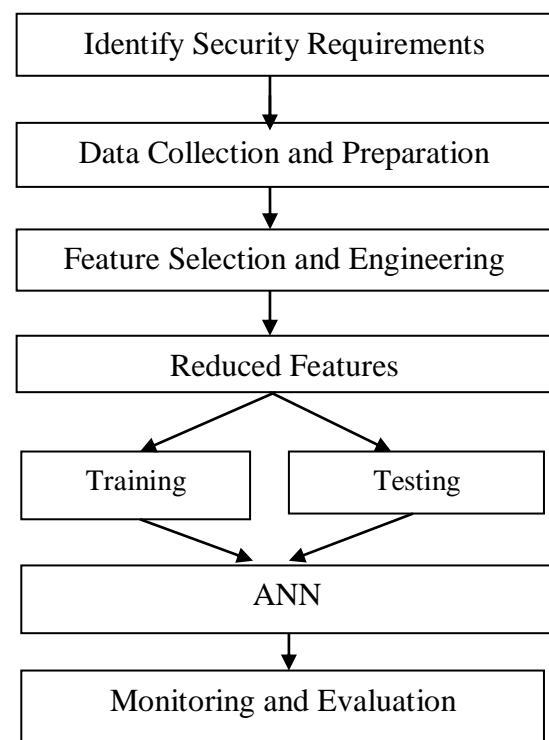 Identify Security Requirements
Data Collection and Preparation
Feature Selection and Engineering
Reduced Features
Training
Testing
ANN
Monitoring and Evaluation